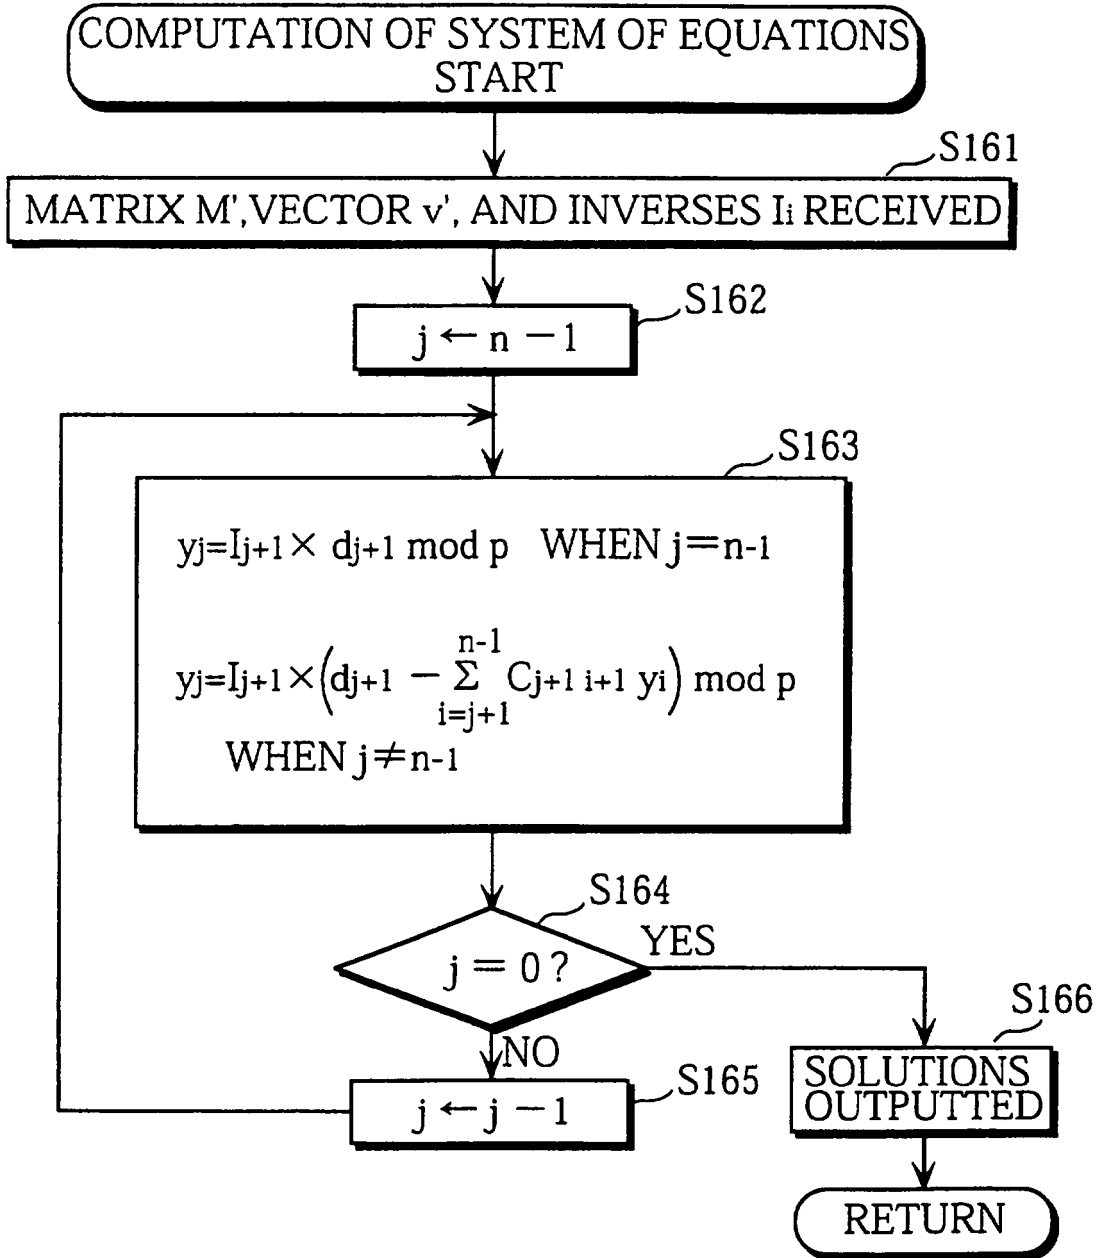 COMPUTATION OF SYSTEM OF EQUATIONS
START
S161
MATRIX M',VECTOR v', AND INVERSES Ii RECEIVED
S162
j ← n − 1
S163
yj=Ij+1× dj+1 mod p WHEN j=n-1
n-1
yj=Ij+1×(dj+1 − Σ Cj+1 i+1 yi) mod p
i=j+1
WHEN j≠n-1
S164
j = 0 ?
YES
NO
S165
j ← j − 1
S166
SOLUTIONS
OUTPUTTED
RETURN